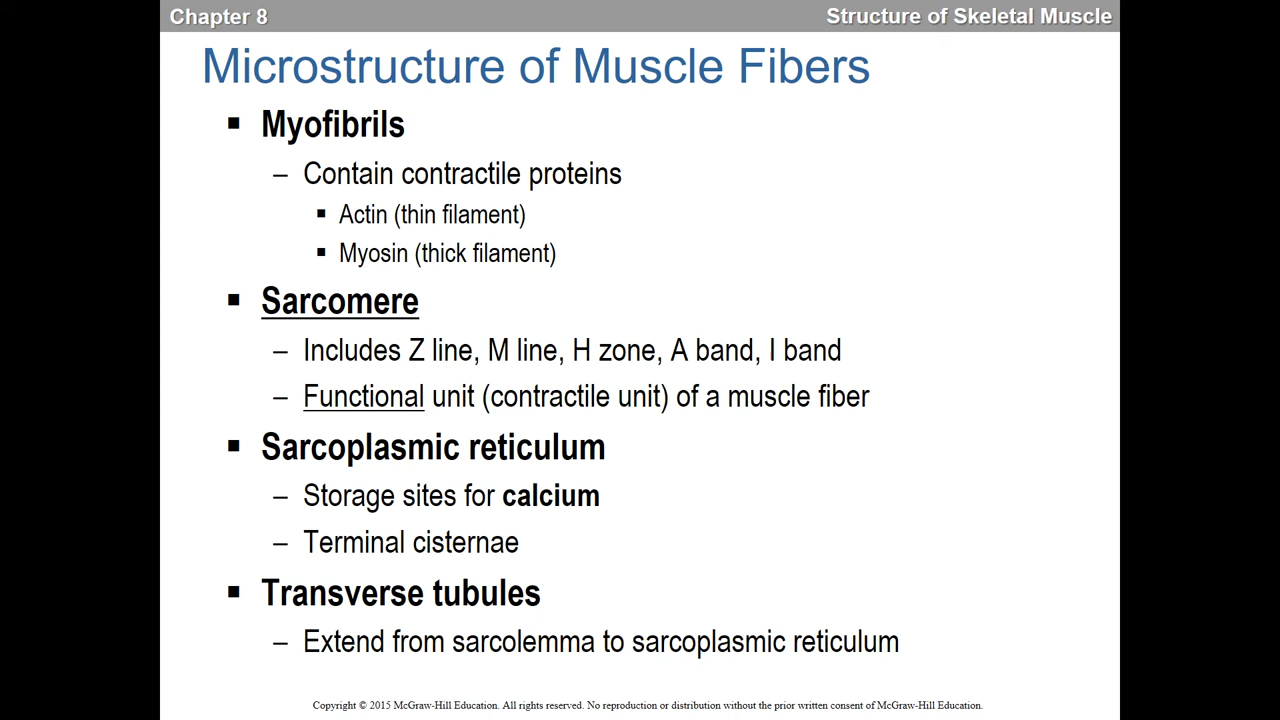 Chapter 8
Structure of Skeletal Muscle
Microstructure of Muscle Fibers
▪ Myofibrils
– Contain contractile proteins
▪ Actin (thin filament)
▪ Myosin (thick filament)
▪ Sarcomere
– Includes Z line, M line, H zone, A band, I band
– Functional unit (contractile unit) of a muscle fiber
▪ Sarcoplasmic reticulum
– Storage sites for calcium
– Terminal cisternae
▪ Transverse tubules
– Extend from sarcolemma to sarcoplasmic reticulum
Copyright © 2015 McGraw-Hill Education. All rights reserved. No reproduction or distribution without the prior written consent of McGraw-Hill Education.